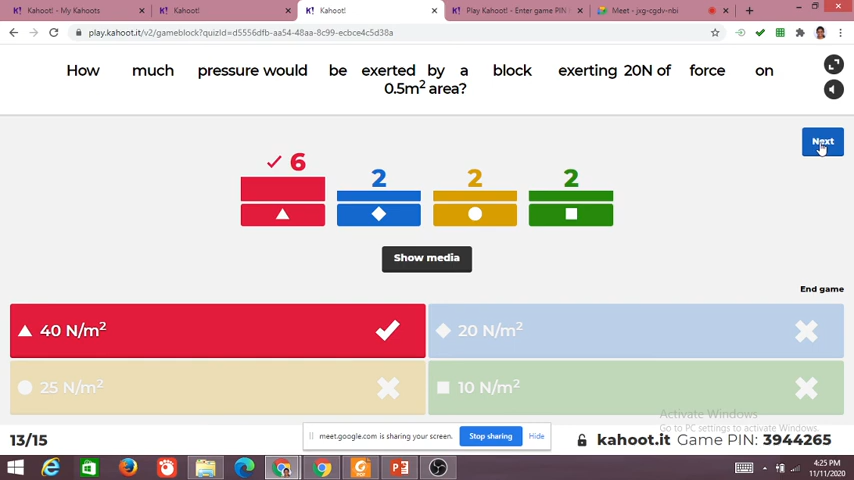 Kahoot! - My Kahoots
Kahoot!
Kahoot!
Play Kahoot! - Enter game PIN
Meet - jxg-cgdv-nbi
play.kahoot.it/v2/gameblock?quizId=d5556dfb-aa54-48aa-8c99-ecbce4c5d38a
How much pressure would be exerted by a block exerting 20N of force on
0.5m² area?
Next
6
2
2
2
Show media
End game
40 N/m²
20 N/m²
25 N/m²
10 N/m²
Activate Windows
Go to PC settings to activate Windows.
13/15
meet.google.com is sharing your screen.
Stop sharing
Hide
kahoot.it Game PIN: 3944265
4:25 PM
11/11/2020